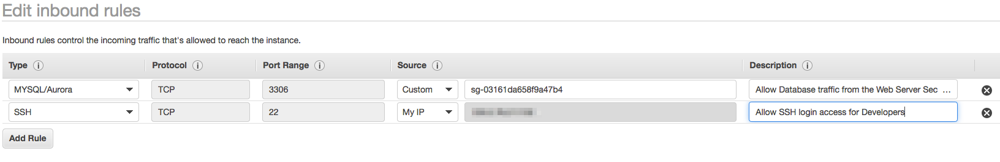 Edit inbound rules
Inbound rules control the incoming traffic that's allowed to reach the instance.
Type i Protocol i Port Range i Source i Description i
MYSQL/Aurora TCP 3306 Custom sg-03161da658f9a47b4 Allow Database traffic from the Web Server Sec ...
SSH TCP 22 My IP Allow SSH login access for Developers
Add Rule